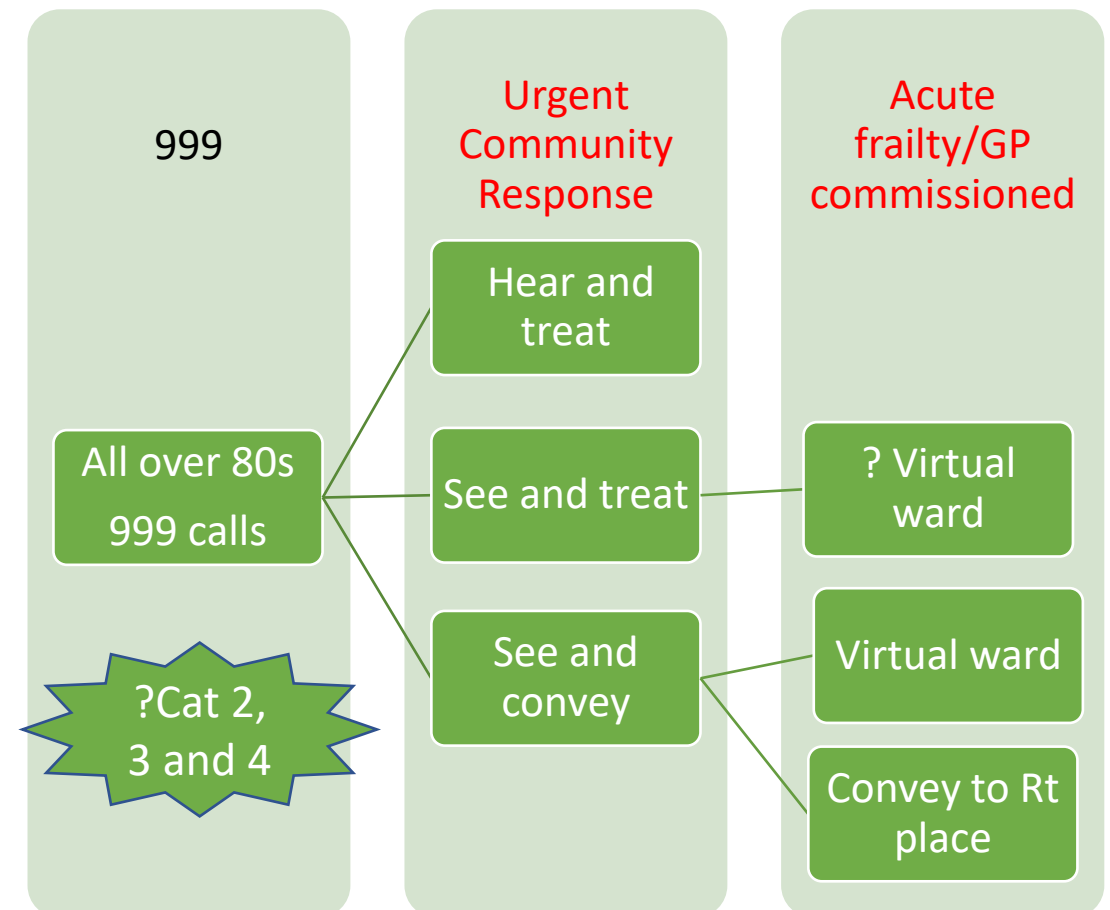 999
All over 80s
999 calls
?Cat 2,
3 and 4
Urgent
Community
Response
Hear and
treat
See and treat
See and
convey
Acute
frailty/GP
commissioned
? Virtual
ward
Virtual ward
Convey to Rt
place